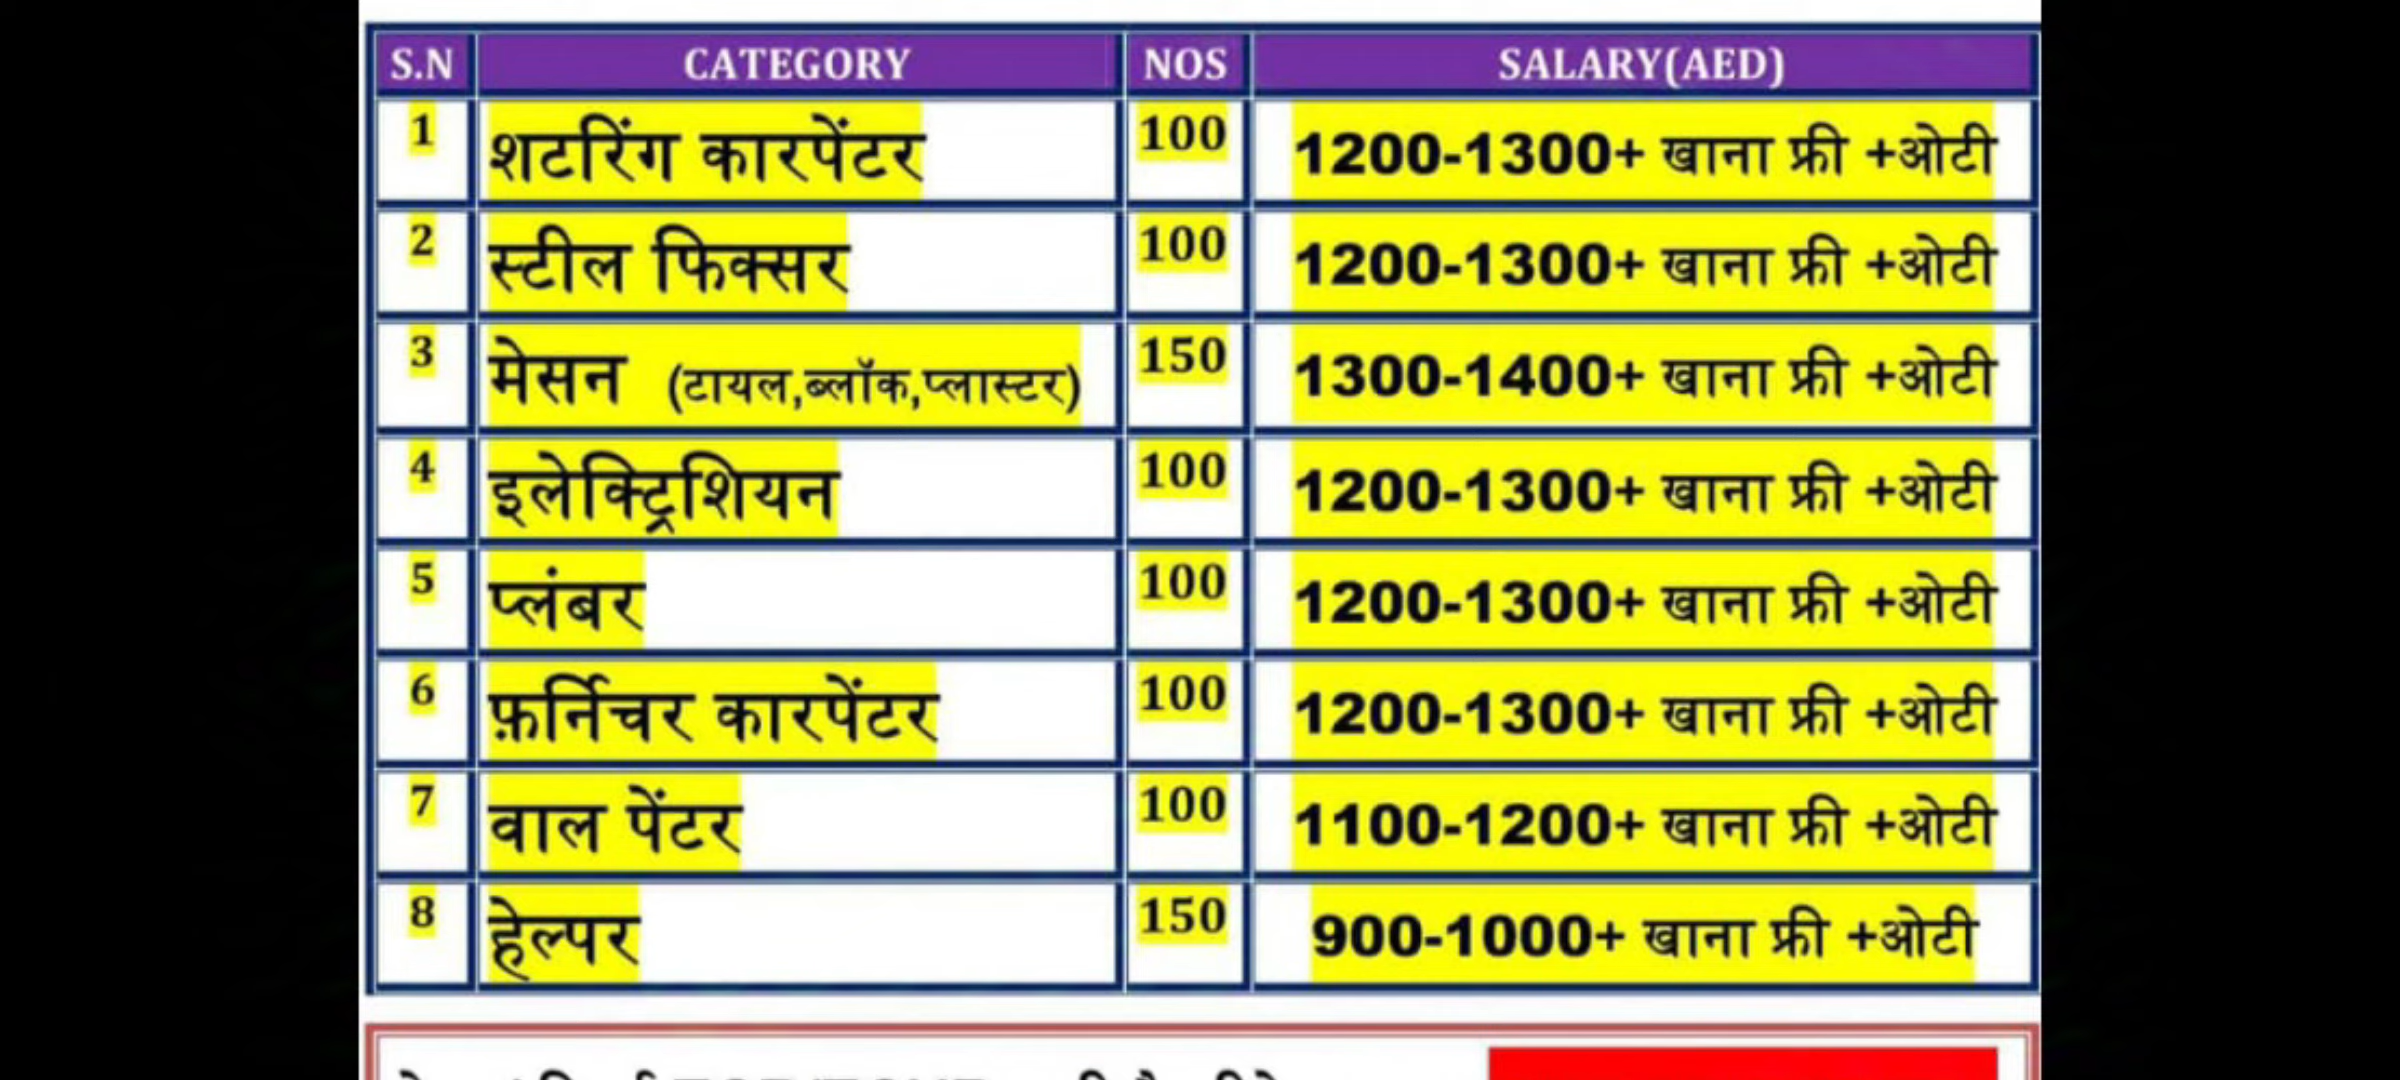 S.N CATEGORY NOS SALARY(AED)
1 शटरिंग कारपेंटर 100 1200-1300+ खाना फ्री +ओटी
2 स्टील फिक्सर 100 1200-1300+ खाना फ्री +ओटी
3 मेसन (टायल,ब्लॉक,प्लास्टर) 150 1300-1400+ खाना फ्री +ओटी
4 इलेक्ट्रिशियन 100 1200-1300+ खाना फ्री +ओटी
5 प्लंबर 100 1200-1300+ खाना फ्री +ओटी
6 फ़र्निचर कारपेंटर 100 1200-1300+ खाना फ्री +ओटी
7 वाल पेंटर 100 1100-1200+ खाना फ्री +ओटी
8 हेल्पर 150 900-1000+ खाना फ्री +ओटी